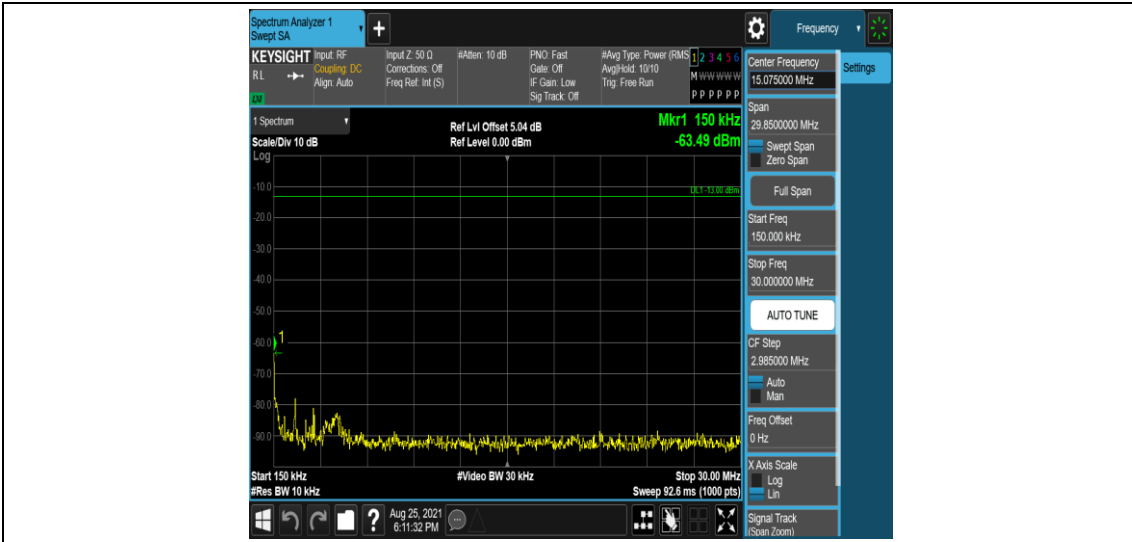 Spectrum Analyzer 1
Swept SA
+
Frequency
KEYSIGHT
RL
Input: RF
Coupling: DC
Align: Auto
Input Z: 50 Ω
Corrections: Off
Freq Ref: Int (S)
#Atten: 10 dB
PNO: Fast
Gate: Off
IF Gain: Low
Sig Track: Off
#Avg Type: Power (RMS
Avg|Hold: 10/10
Trig: Free Run
1 2 3 4 5 6
M W W W W W
P P P P P P
Center Frequency
15.075000 MHz
Settings
Span
29.8500000 MHz
Swept Span
Zero Span
Full Span
Start Freq
150.000 kHz
Stop Freq
30.000000 MHz
AUTO TUNE
CF Step
2.985000 MHz
Auto
Man
Freq Offset
0 Hz
X Axis Scale
Log
Lin
Signal Track
(Span Zoom)
1 Spectrum
Scale/Div 10 dB
Log
Ref Lvl Offset 5.04 dB
Ref Level 0.00 dBm
Mkr1 150 kHz
-63.49 dBm
DL1 -13.00 dBm
-10.0
-20.0
-30.0
-40.0
-50.0
-60.0
-70.0
-80.0
-90.0
1
Start 150 kHz
#Res BW 10 kHz
#Video BW 30 kHz
Stop 30.00 MHz
Sweep 92.6 ms (1000 pts)
?
Aug 25, 2021
6:11:32 PM